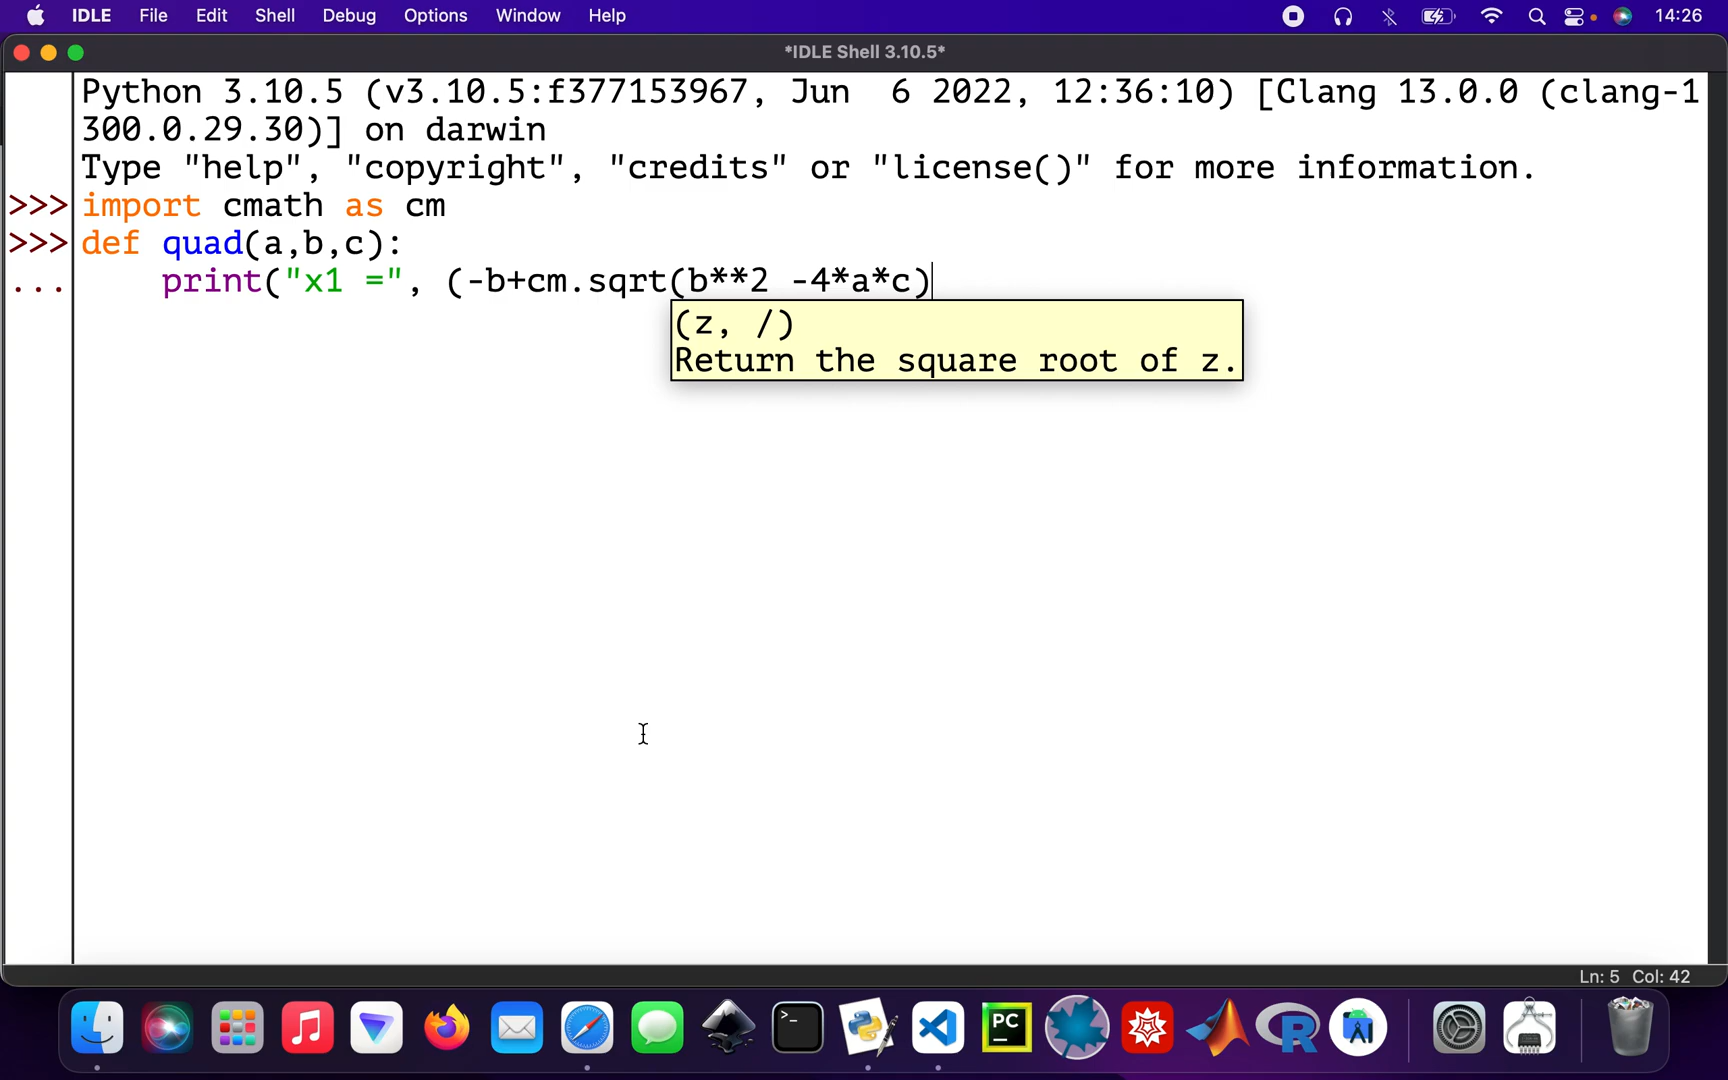 IDLE File Edit Shell Debug Options Window Help 14:26
*IDLE Shell 3.10.5*
Python 3.10.5 (v3.10.5:f377153967, Jun  6 2022, 12:36:10) [Clang 13.0.0 (clang-1
300.0.29.30)] on darwin
Type "help", "copyright", "credits" or "license()" for more information.
>>> import cmath as cm
>>> def quad(a,b,c):
... print("x1 =", (-b+cm.sqrt(b**2 -4*a*c)
(z, /)
Return the square root of z.
Ln: 5 Col: 42
>_ PC R